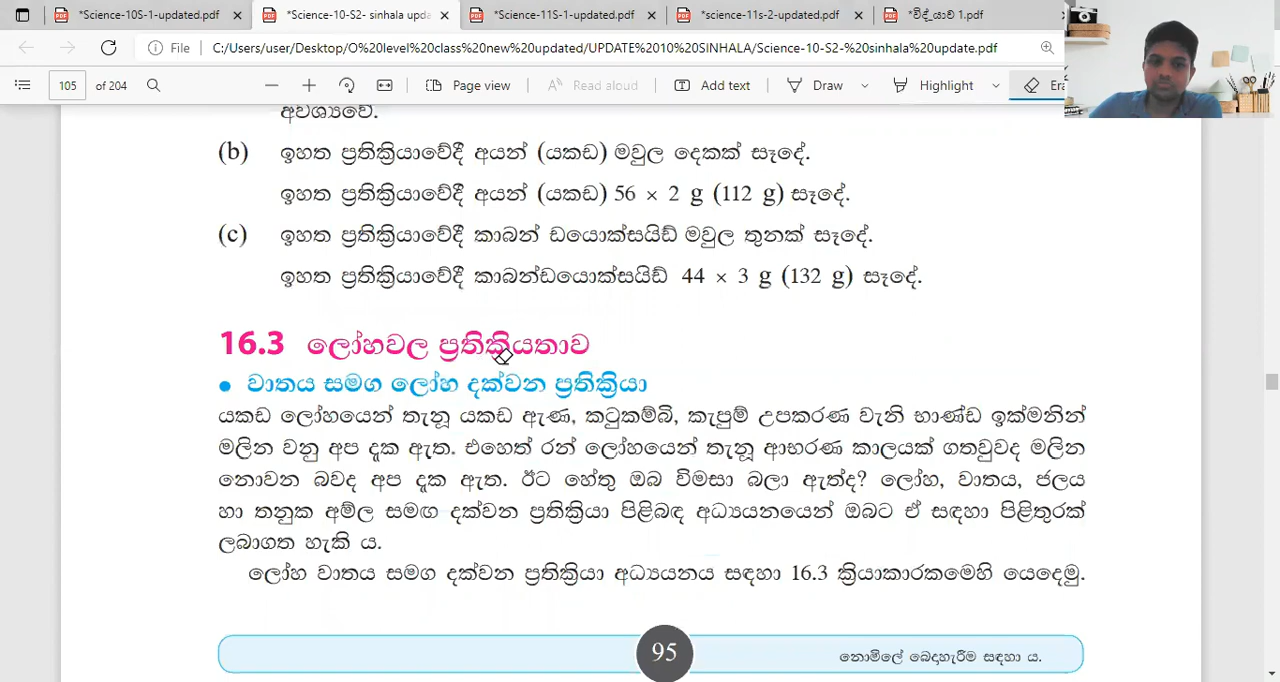 *Science-10S-1-updated.pdf
*Science-10-S2- sinhala upda
*Science-11S-1-updated.pdf
*science-11s-2-updated.pdf
File
C:/Users/user/Desktop/O%20level%20class%20new%20updated/UPDATE%2010%20SINHALA/Science-10-S2-%20sinhala%20update.pdf
105 of 204
Page view
Read aloud
Add text
Draw
Highlight
Era
අවශ්‍යවේ.
(b) ඉහත ප්‍රතික්‍රියාවේදී අයන් (යකඩ) මවුල දෙකක් සෑදේ.
ඉහත ප්‍රතික්‍රියාවේදී අයන් (යකඩ) 56 × 2 g (112 g) සෑදේ.
(c) ඉහත ප්‍රතික්‍රියාවේදී කාබන් ඩයොක්සයිඩ් මවුල තුනක් සෑදේ.
ඉහත ප්‍රතික්‍රියාවේදී කාබන්ඩයොක්සයිඩ් 44 × 3 g (132 g) සෑදේ.
16.3 ලෝහවල ප්‍රතික්‍රියතාව
• වාතය සමග ලෝහ දක්වන ප්‍රතික්‍රියා
යකඩ ලෝහයෙන් තැනූ යකඩ ඇණ, කටුකම්බි, කැපුම් උපකරණ වැනි භාණ්ඩ ඉක්මනින්
මලින වනු අප දැක ඇත. එහෙත් රන් ලෝහයෙන් තැනූ ආභරණ කාලයක් ගතවුවද මලින
නොවන බවද අප දැක ඇත. ඊට හේතු ඔබ විමසා බලා ඇත්ද? ලෝහ, වාතය, ජලය
හා තනුක අම්ල සමඟ දක්වන ප්‍රතික්‍රියා පිළිබඳ අධ්‍යයනයෙන් ඔබට ඒ සඳහා පිළිතුරක්
ලබාගත හැකි ය.
ලෝහ වාතය සමග දක්වන ප්‍රතික්‍රියා අධ්‍යයනය සඳහා 16.3 ක්‍රියාකාරකමෙහි යෙදෙමු.
95
නොමිලේ බෙදාහැරීම සඳහා ය.